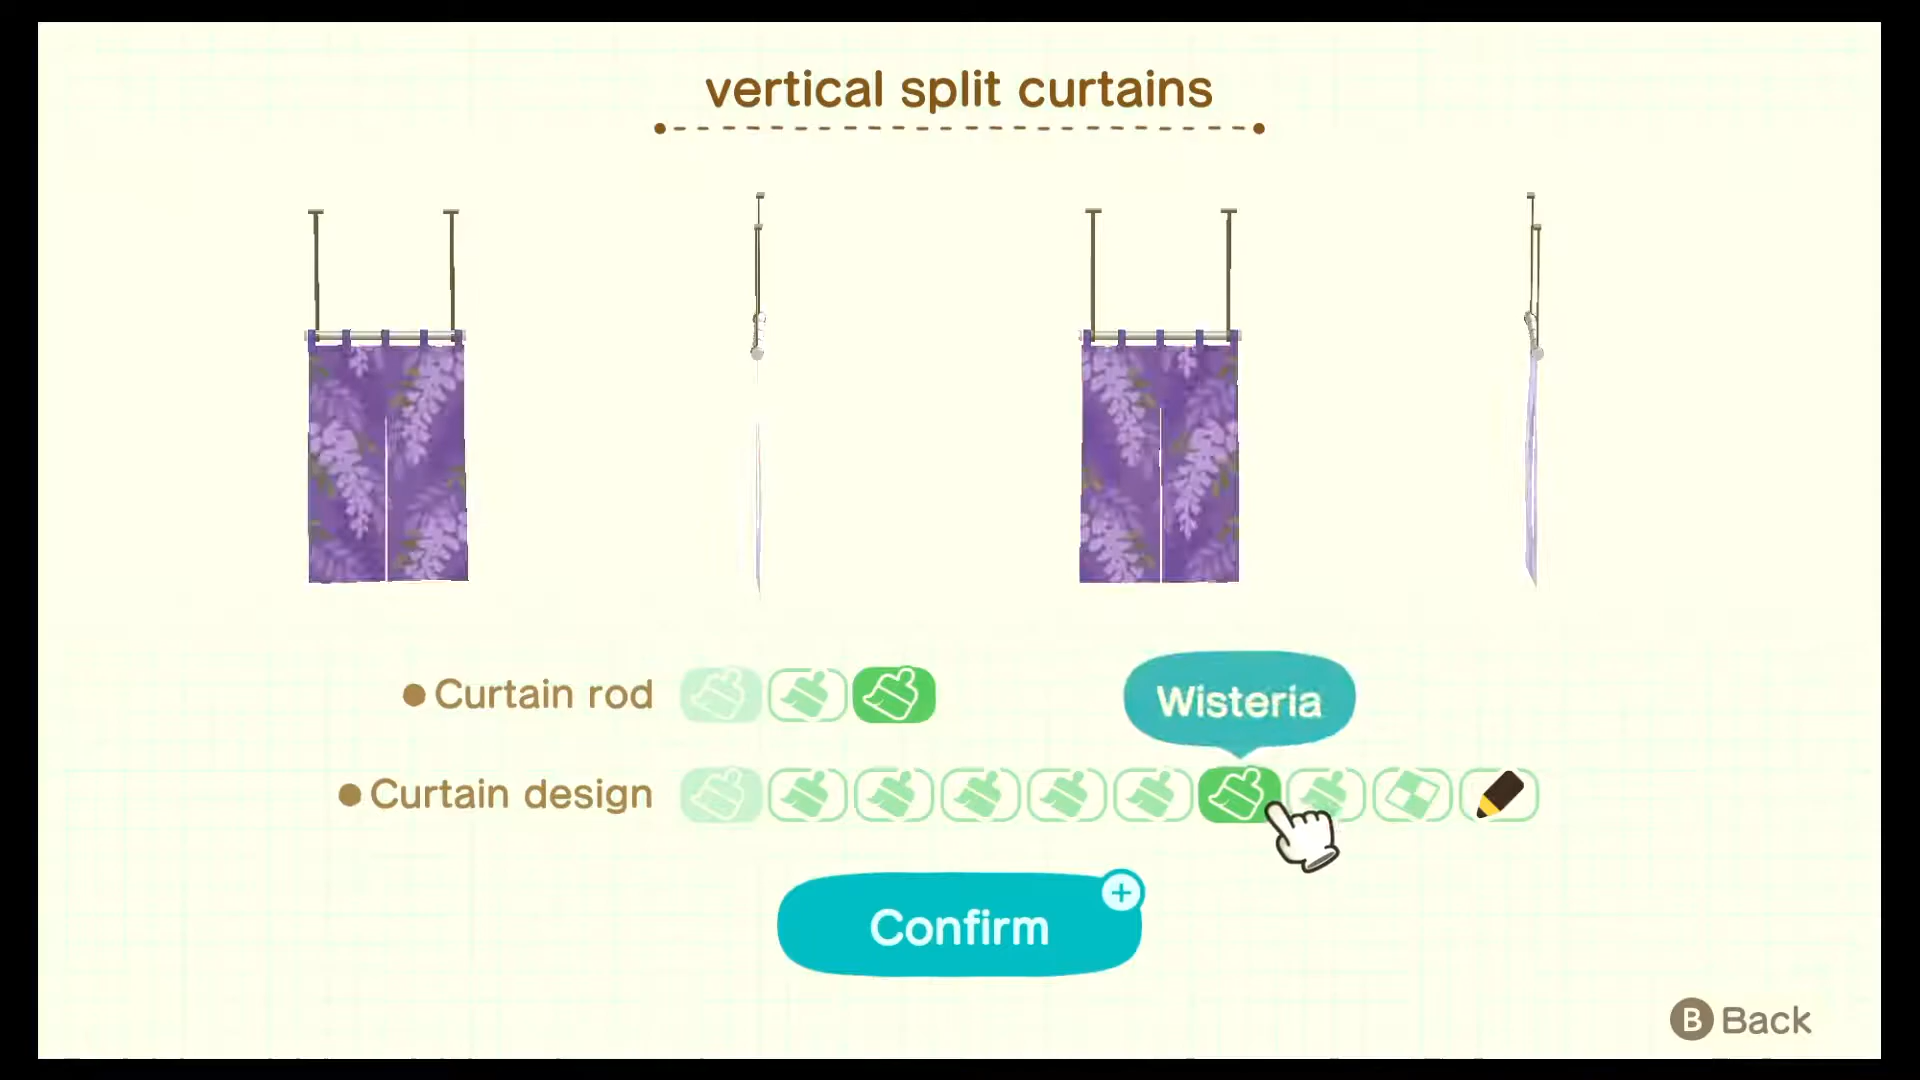 vertical split curtains
Curtain rod
Wisteria
Curtain design
Confirm
+
B Back